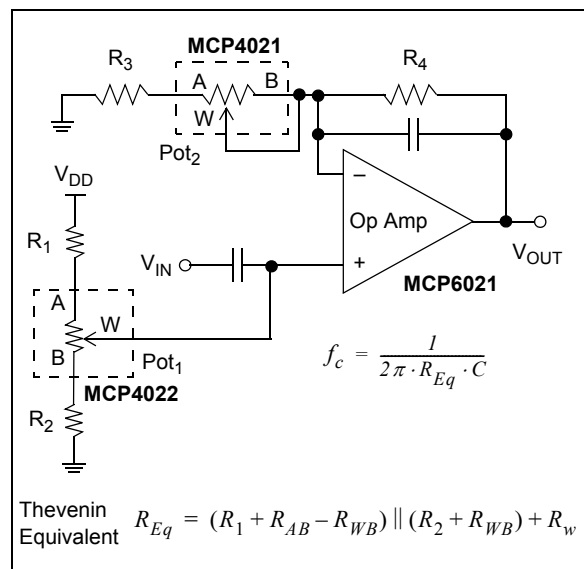 MCP4021
R3
A
B
R4
W
Pot2
VDD
R1
Op Amp
−
+
VIN
VOUT
MCP6021
A
W
B
Pot1
MCP4022
R2
fc = 1 / (2π · REq · C)
Thevenin
Equivalent REq = (R1 + RAB – RWB) || (R2 + RWB) + Rw